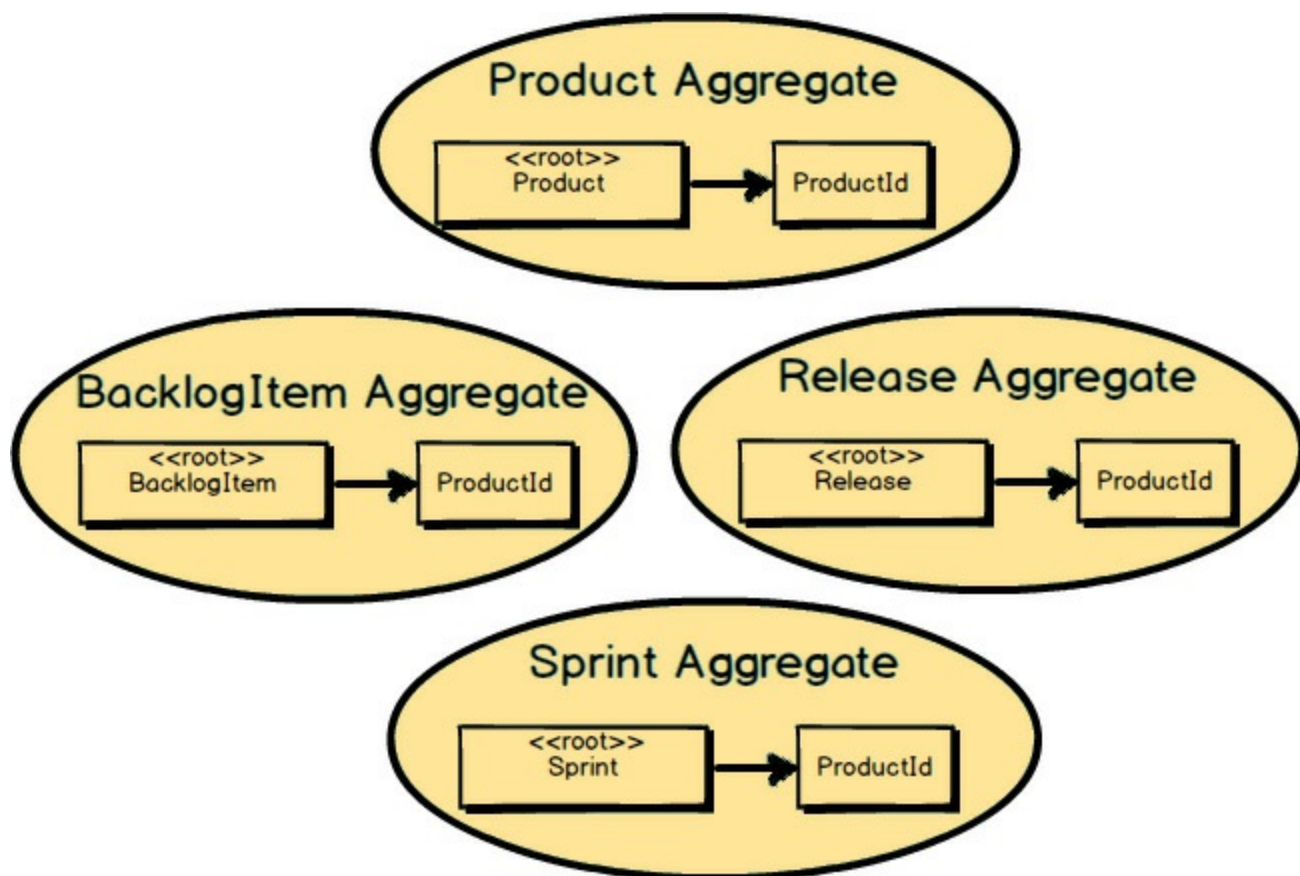 Product Aggregate
<<root>>
Product
ProductId
BacklogItem Aggregate
<<root>>
BacklogItem
ProductId
Release Aggregate
<<root>>
Release
ProductId
Sprint Aggregate
<<root>>
Sprint
ProductId